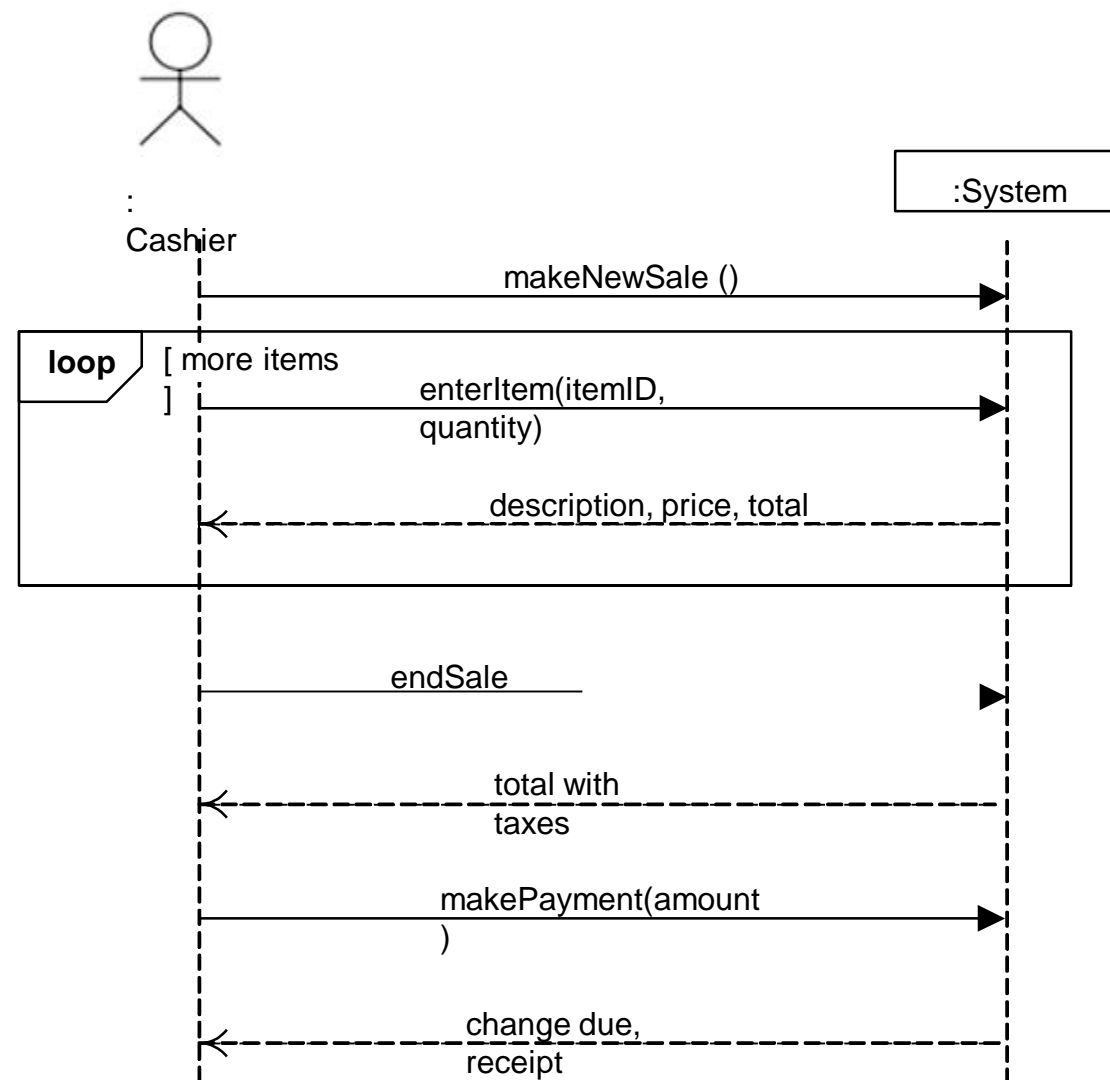 :
Cashier
:System
makeNewSale ()
loop
[ more items
]
enterItem(itemID,
quantity)
description, price, total
endSale
total with
taxes
makePayment(amount
)
change due,
receipt